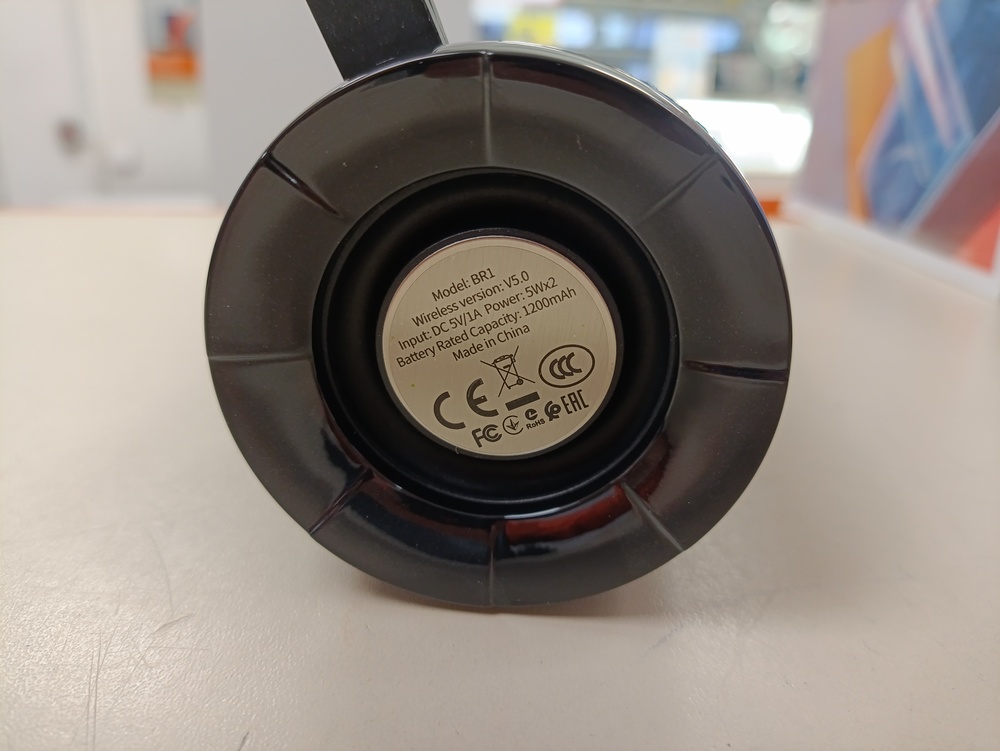 Model: BR1
Wireless version: V5.0
Input: DC 5V/1A Power: 5Wx2
Battery Rated Capacity: 1200mAh
Made in China
CCC
CE
FC RoHS EAC